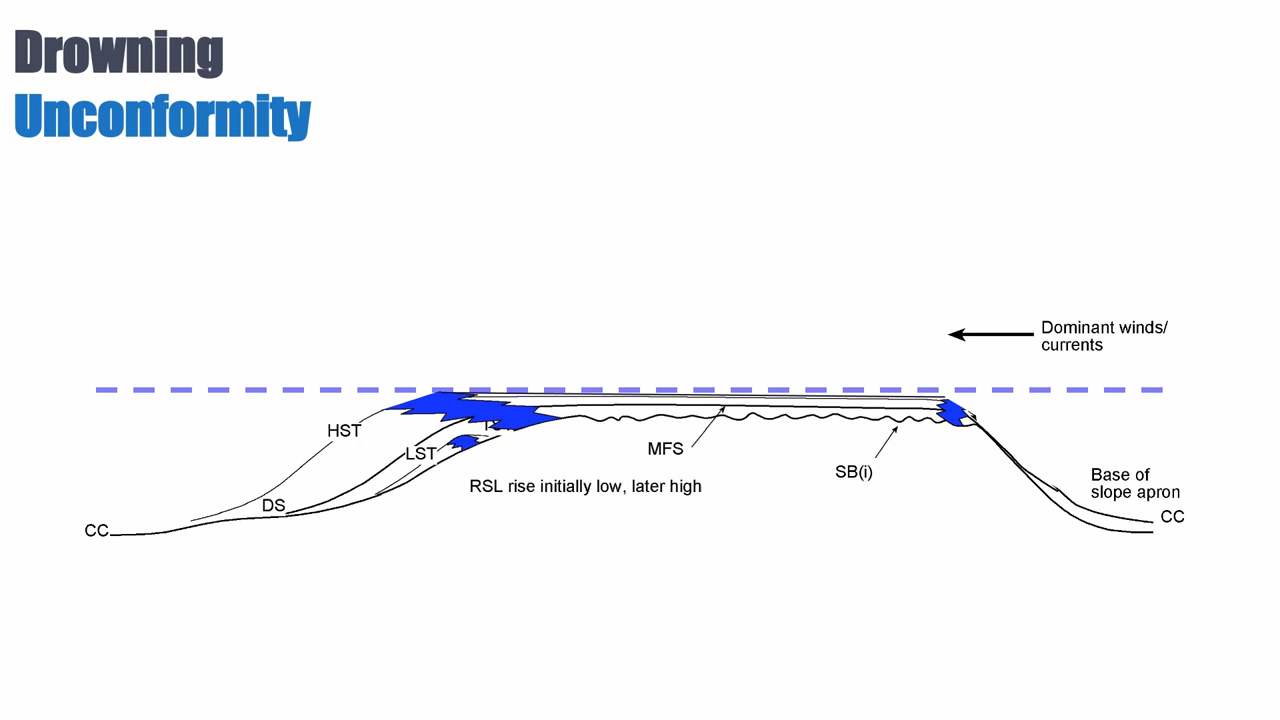 Drowning
Unconformity
Dominant winds/
currents
HST
LST
MFS
SB(i)
RSL rise initially low, later high
Base of
slope apron
DS
CC
CC